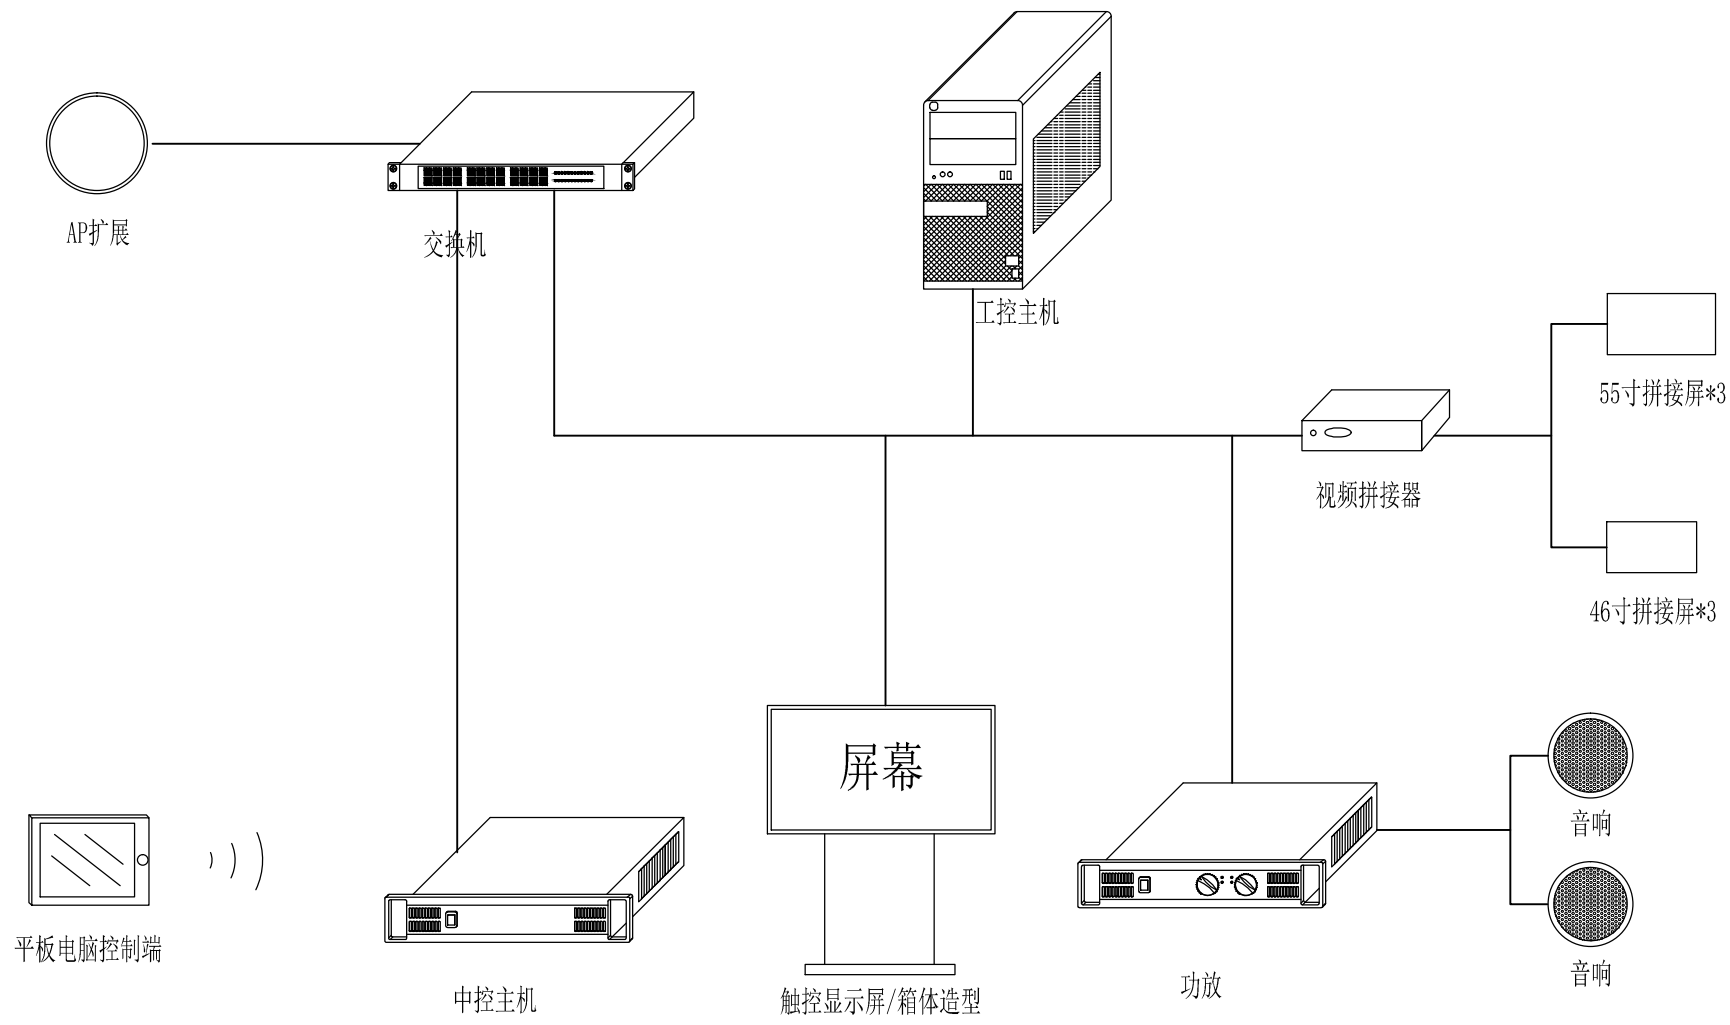 AP扩展
交换机
工控主机
55寸拼接屏*3
视频拼接器
46寸拼接屏*3
屏幕
音响
平板电脑控制端
中控主机
触控显示屏/箱体造型
功放
音响